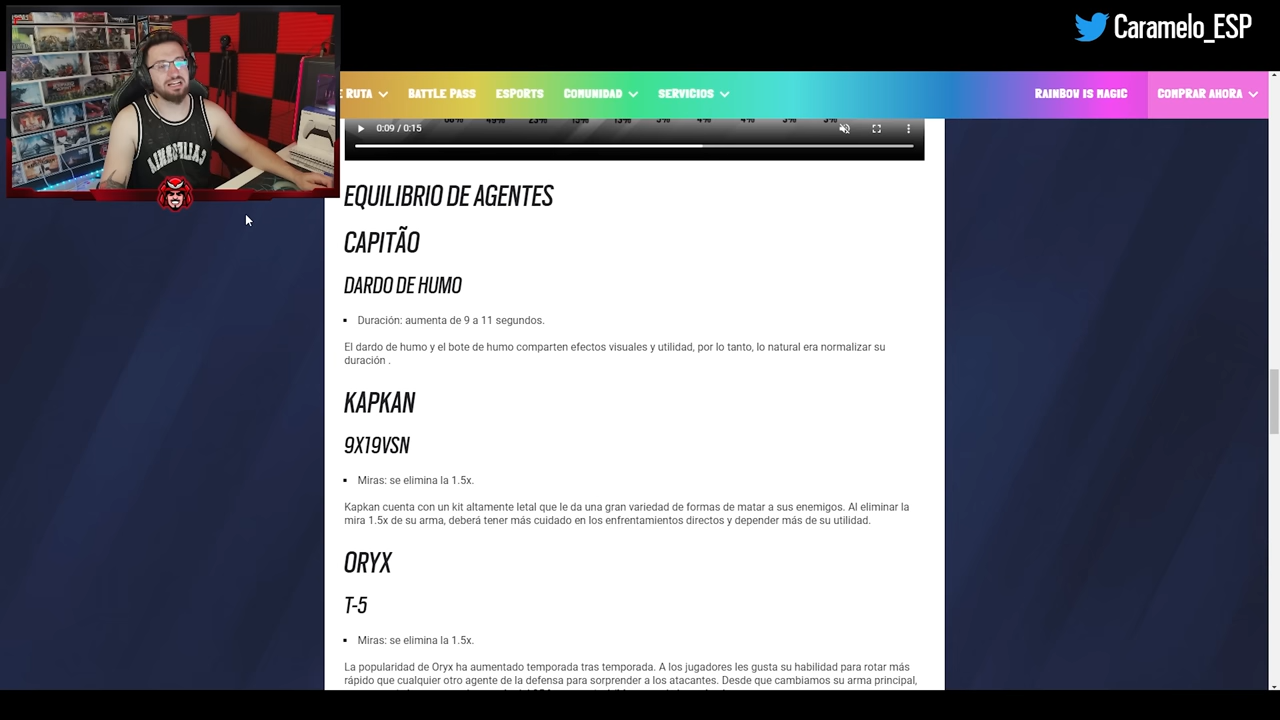 Caramelo_ESP
E RUTA
BATTLE PASS
ESPORTS
COMUNIDAD
SERVICIOS
RAINBOW IS MAGIC
COMPRAR AHORA
0:09 / 0:15
EQUILIBRIO DE AGENTES
CAPITÃO
DARDO DE HUMO
Duración: aumenta de 9 a 11 segundos.
El dardo de humo y el bote de humo comparten efectos visuales y utilidad, por lo tanto, lo natural era normalizar su
duración .
KAPKAN
9X19VSN
Miras: se elimina la 1.5x.
Kapkan cuenta con un kit altamente letal que le da una gran variedad de formas de matar a sus enemigos. Al eliminar la
mira 1.5x de su arma, deberá tener más cuidado en los enfrentamientos directos y depender más de su utilidad.
ORYX
T-5
Miras: se elimina la 1.5x.
La popularidad de Oryx ha aumentado temporada tras temporada. A los jugadores les gusta su habilidad para rotar más
rápido que cualquier otro agente de la defensa para sorprender a los atacantes. Desde que cambiamos su arma principal,